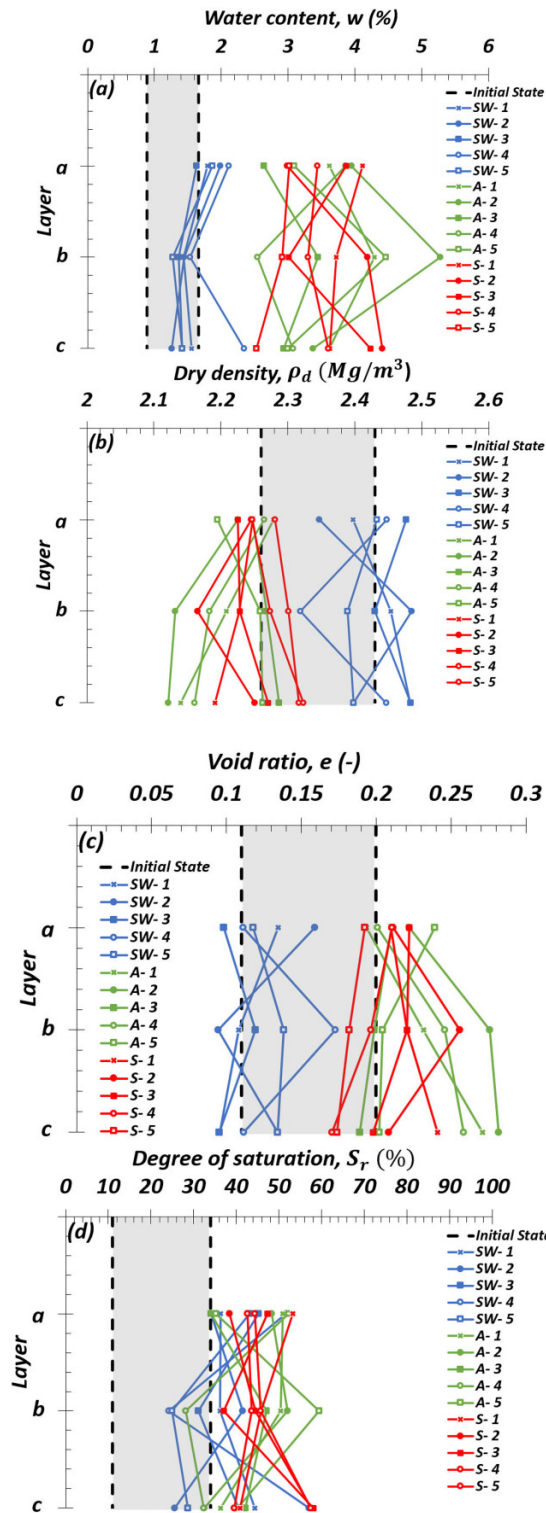 Water content, w (%)
0 1 2 3 4 5 6
(a)
Initial State
SW- 1
SW- 2
SW- 3
SW- 4
SW- 5
A- 1
A- 2
A- 3
A- 4
A- 5
S- 1
S- 2
S- 3
S- 4
S- 5
a
Layer
b
c
Dry density, ρd (Mg/m³)
2 2.1 2.2 2.3 2.4 2.5 2.6
(b)
Initial State
SW- 1
SW- 2
SW- 3
SW- 4
SW- 5
A- 1
A- 2
A- 3
A- 4
A- 5
S- 1
S- 2
S- 3
S- 4
S- 5
a
Layer
b
c
Void ratio, e (-)
0 0.05 0.1 0.15 0.2 0.25 0.3
(c)
Initial State
SW- 1
SW- 2
SW- 3
SW- 4
SW- 5
A- 1
A- 2
A- 3
A- 4
A- 5
S- 1
S- 2
S- 3
S- 4
S- 5
a
Layer
b
c
Degree of saturation, Sr (%)
0 10 20 30 40 50 60 70 80 90 100
(d)
Initial State
SW- 1
SW- 2
SW- 3
SW- 4
SW- 5
A- 1
A- 2
A- 3
A- 4
A- 5
S- 1
S- 2
S- 3
S- 4
S- 5
a
Layer
b
c